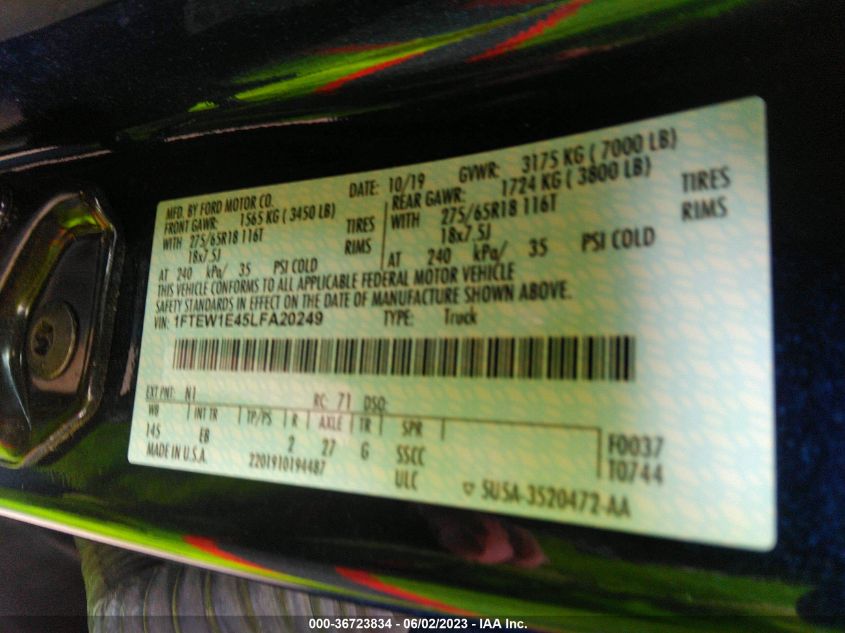 MFD. BY FORD MOTOR CO.
DATE: 10/19 GVWR: 3175 KG ( 7000 LB)
FRONT GAWR: 1565 KG ( 3450 LB) REAR GAWR: 1724 KG ( 3800 LB)
WITH 275/65R18 116T TIRES WITH 275/65R18 116T TIRES
18x7.5J RIMS 18x7.5J RIMS
AT 240 kPa/ 35 PSI COLD AT 240 kPa/ 35 PSI COLD
THIS VEHICLE CONFORMS TO ALL APPLICABLE FEDERAL MOTOR VEHICLE
SAFETY STANDARDS IN EFFECT ON THE DATE OF MANUFACTURE SHOWN ABOVE.
VIN: 1FTEW1E45LFA20249 TYPE: Truck
EXT PNT: N1 RC: 71 DSO:
WB INT TR TP/PS R AXLE TR SPR
145 EB 2 27 G SSCC F0037
MADE IN U.S.A. 2201910194487 ULC T0744
▽ SU5A-3520472-AA
000-36723834 - 06/02/2023 - IAA Inc.